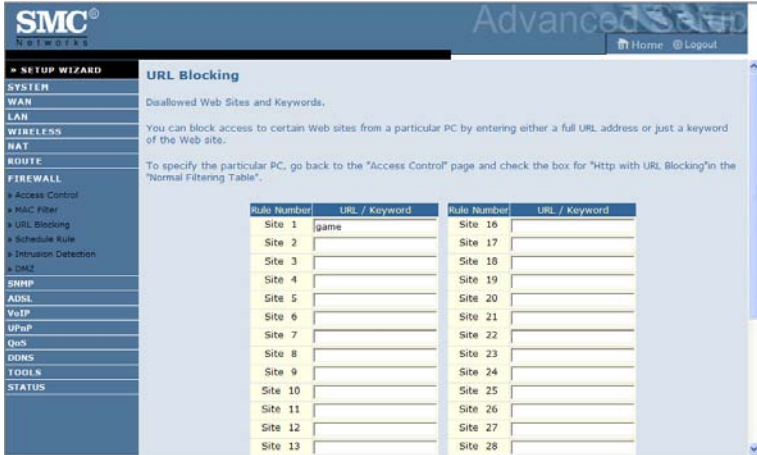 SMC®
Networks
Advanced Setup
Home Logout
» SETUP WIZARD
SYSTEM
WAN
LAN
WIRELESS
NAT
ROUTE
FIREWALL
» Access Control
» MAC Filter
» URL Blocking
» Schedule Rule
» Intrusion Detection
» DMZ
SNMP
ADSL
VoIP
UPnP
QoS
DDNS
TOOLS
STATUS
URL Blocking
Disallowed Web Sites and Keywords.
You can block access to certain Web sites from a particular PC by entering either a full URL address or just a keyword
of the Web site.
To specify the particular PC, go back to the "Access Control" page and check the box for "Http with URL Blocking"in the
"Normal Filtering Table".
Rule Number URL / Keyword Rule Number URL / Keyword
Site 1 game Site 16
Site 2 Site 17
Site 3 Site 18
Site 4 Site 19
Site 5 Site 20
Site 6 Site 21
Site 7 Site 22
Site 8 Site 23
Site 9 Site 24
Site 10 Site 25
Site 11 Site 26
Site 12 Site 27
Site 13 Site 28